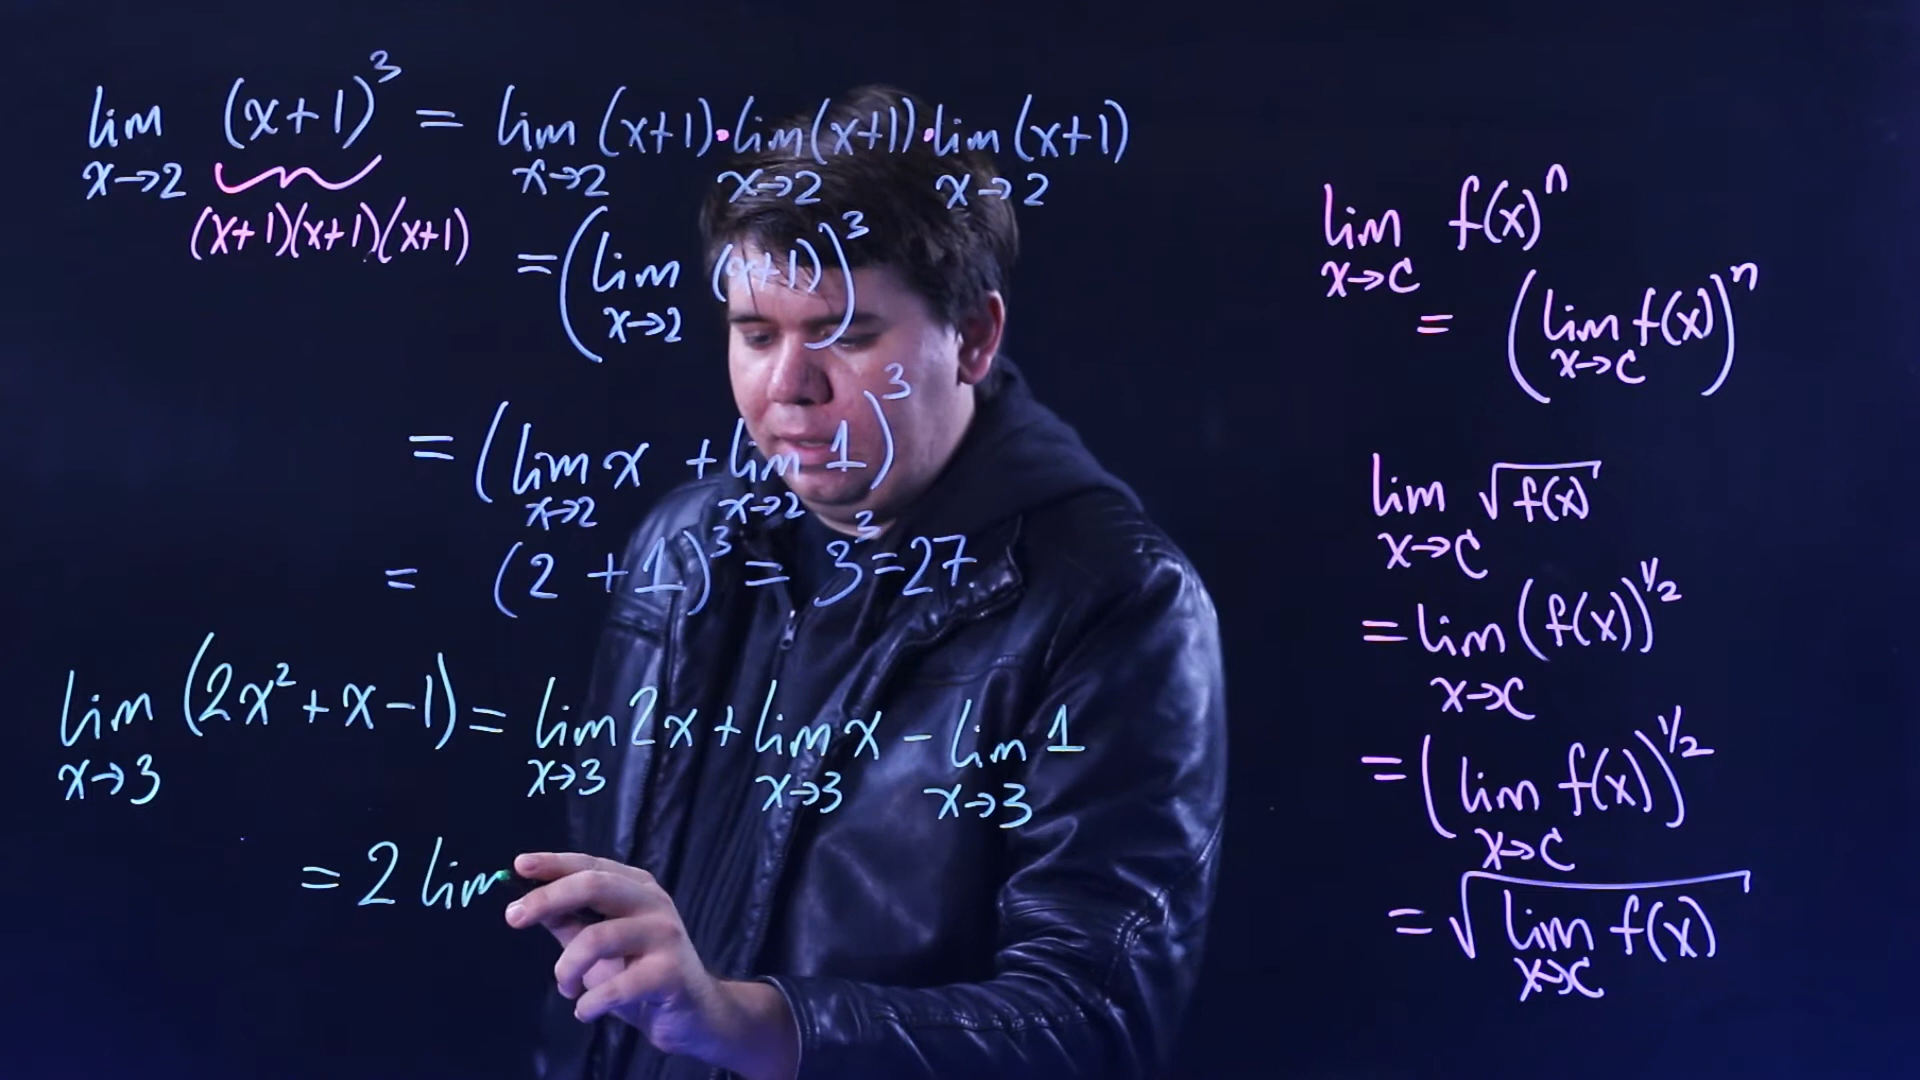 lim (x+1)³ = lim (x+1)·lim(x+1)·lim (x+1)
x→2 x→2 x→2 x→2
(x+1)(x+1)(x+1)
= (lim (x+1))³
x→2
= (lim x + lim 1)³
x→2 x→2
= (2 + 1)³ = 3³ = 27.
lim (2x² + x - 1) = lim 2x + lim x - lim 1
x→3 x→3 x→3 x→3
= 2 lim
lim f(x)ⁿ
x→c
= (lim f(x))ⁿ
x→c
lim √f(x)
x→c
= lim (f(x))^1/2
x→c
= (lim f(x))^1/2
x→c
= √lim f(x)
x→c